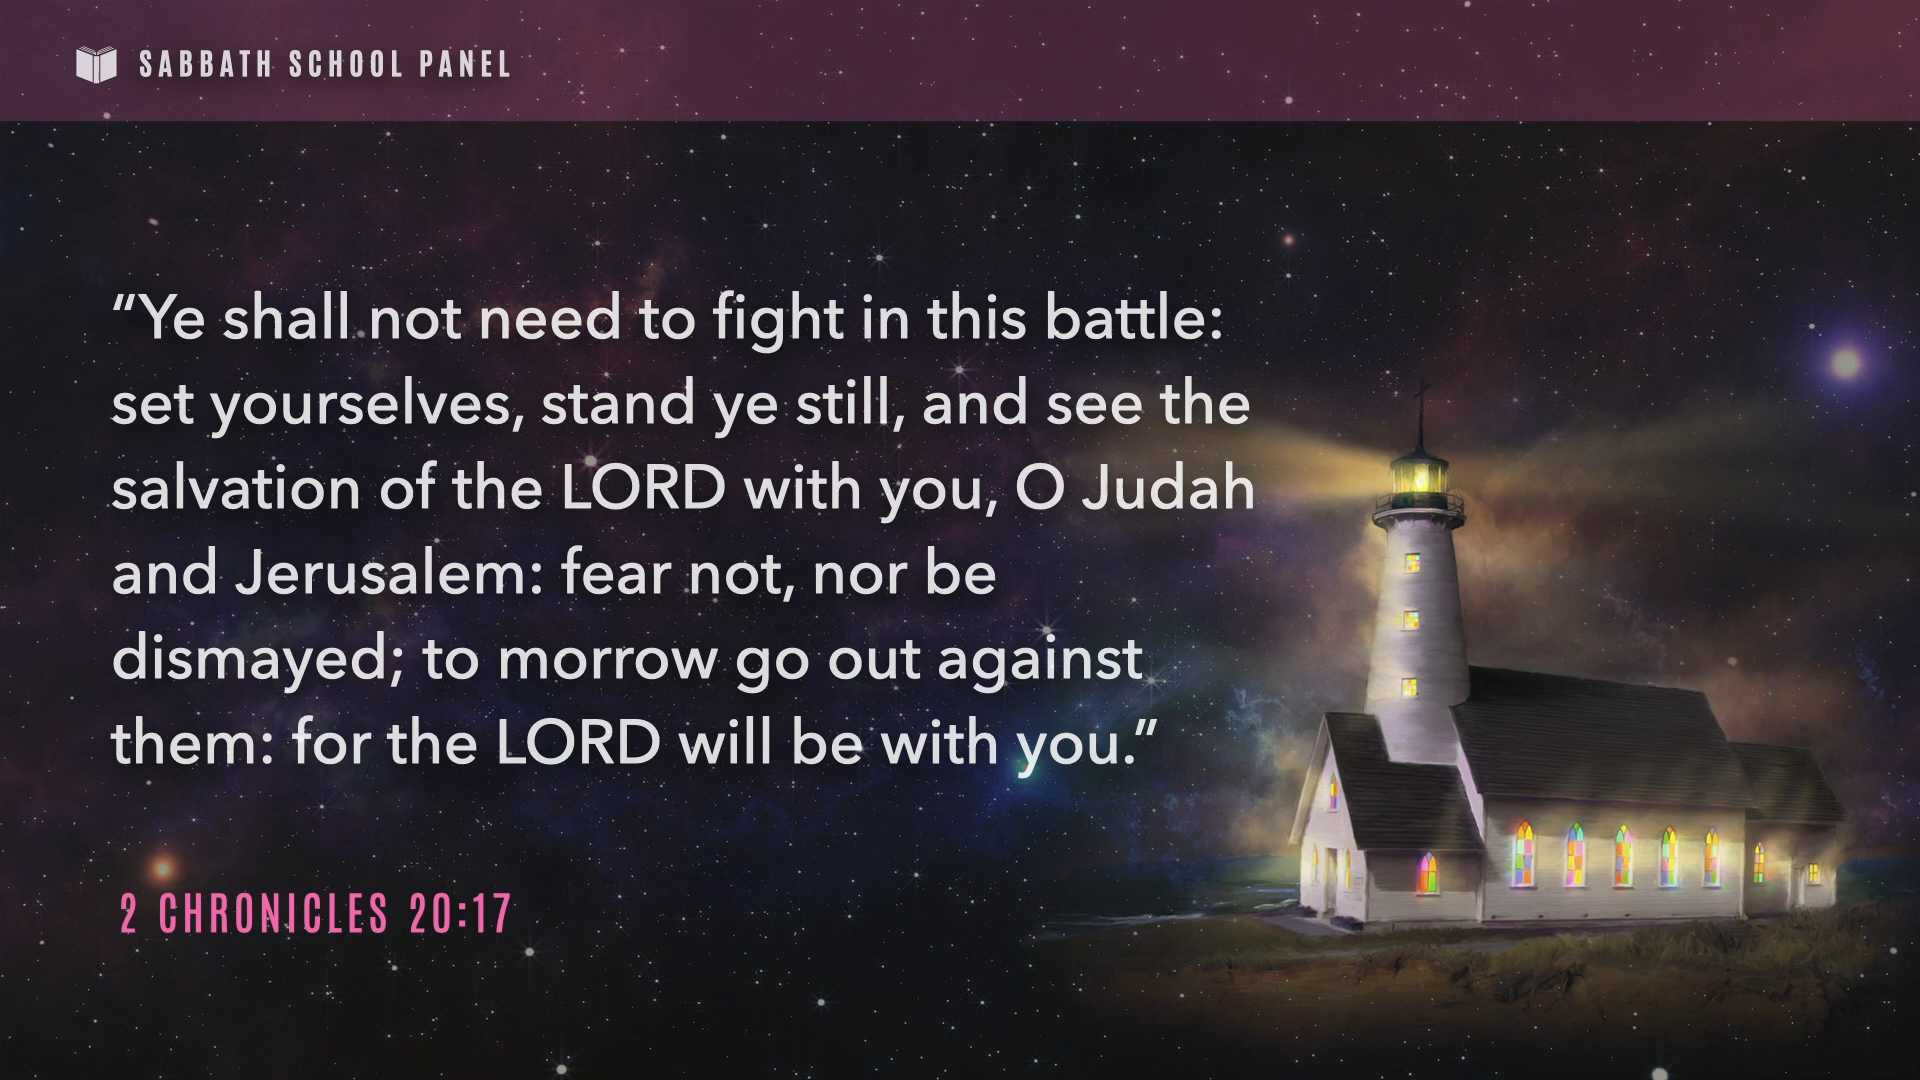 SABBATH SCHOOL PANEL
“Ye shall not need to fight in this battle:
set yourselves, stand ye still, and see the
salvation of the LORD with you, O Judah
and Jerusalem: fear not, nor be
dismayed; to morrow go out against
them: for the LORD will be with you.”
2 CHRONICLES 20:17